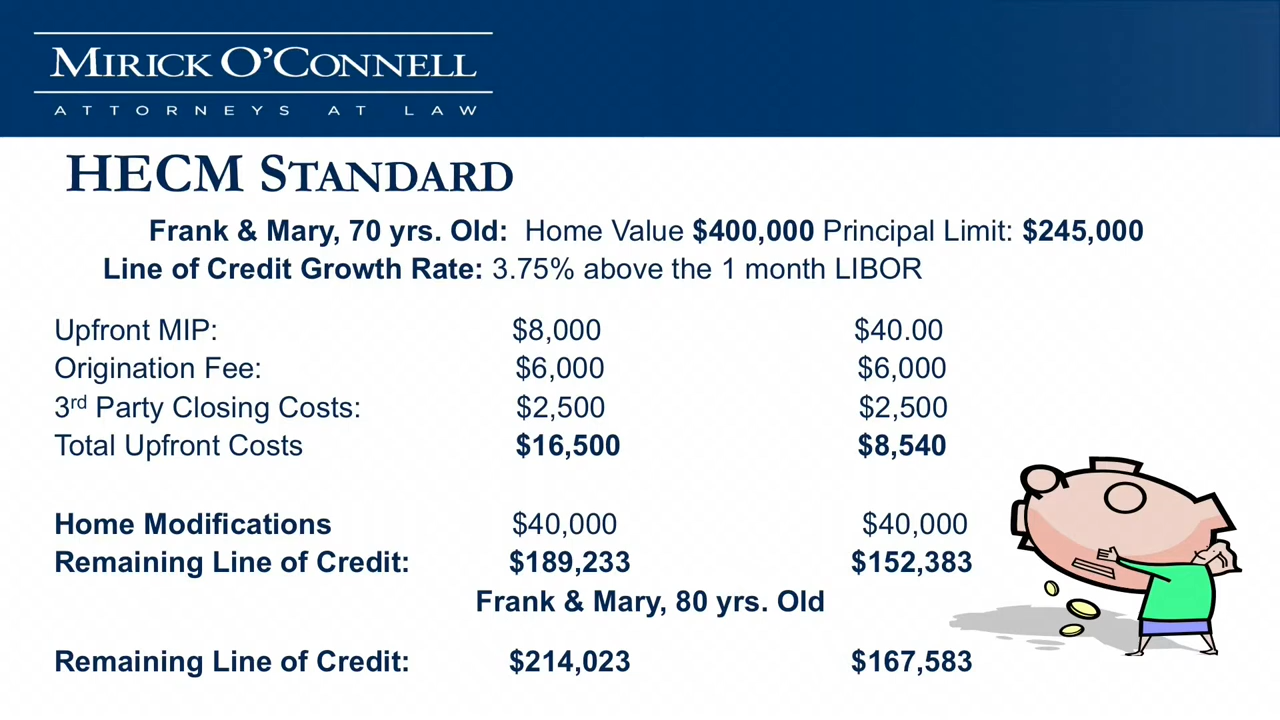 MIRICK O'CONNELL
ATTORNEYS AT LAW
HECM STANDARD
Frank & Mary, 70 yrs. Old: Home Value $400,000 Principal Limit: $245,000
Line of Credit Growth Rate: 3.75% above the 1 month LIBOR
Upfront MIP: $8,000 $40.00
Origination Fee: $6,000 $6,000
3rd Party Closing Costs: $2,500 $2,500
Total Upfront Costs $16,500 $8,540
Home Modifications $40,000 $40,000
Remaining Line of Credit: $189,233 $152,383
Frank & Mary, 80 yrs. Old
Remaining Line of Credit: $214,023 $167,583